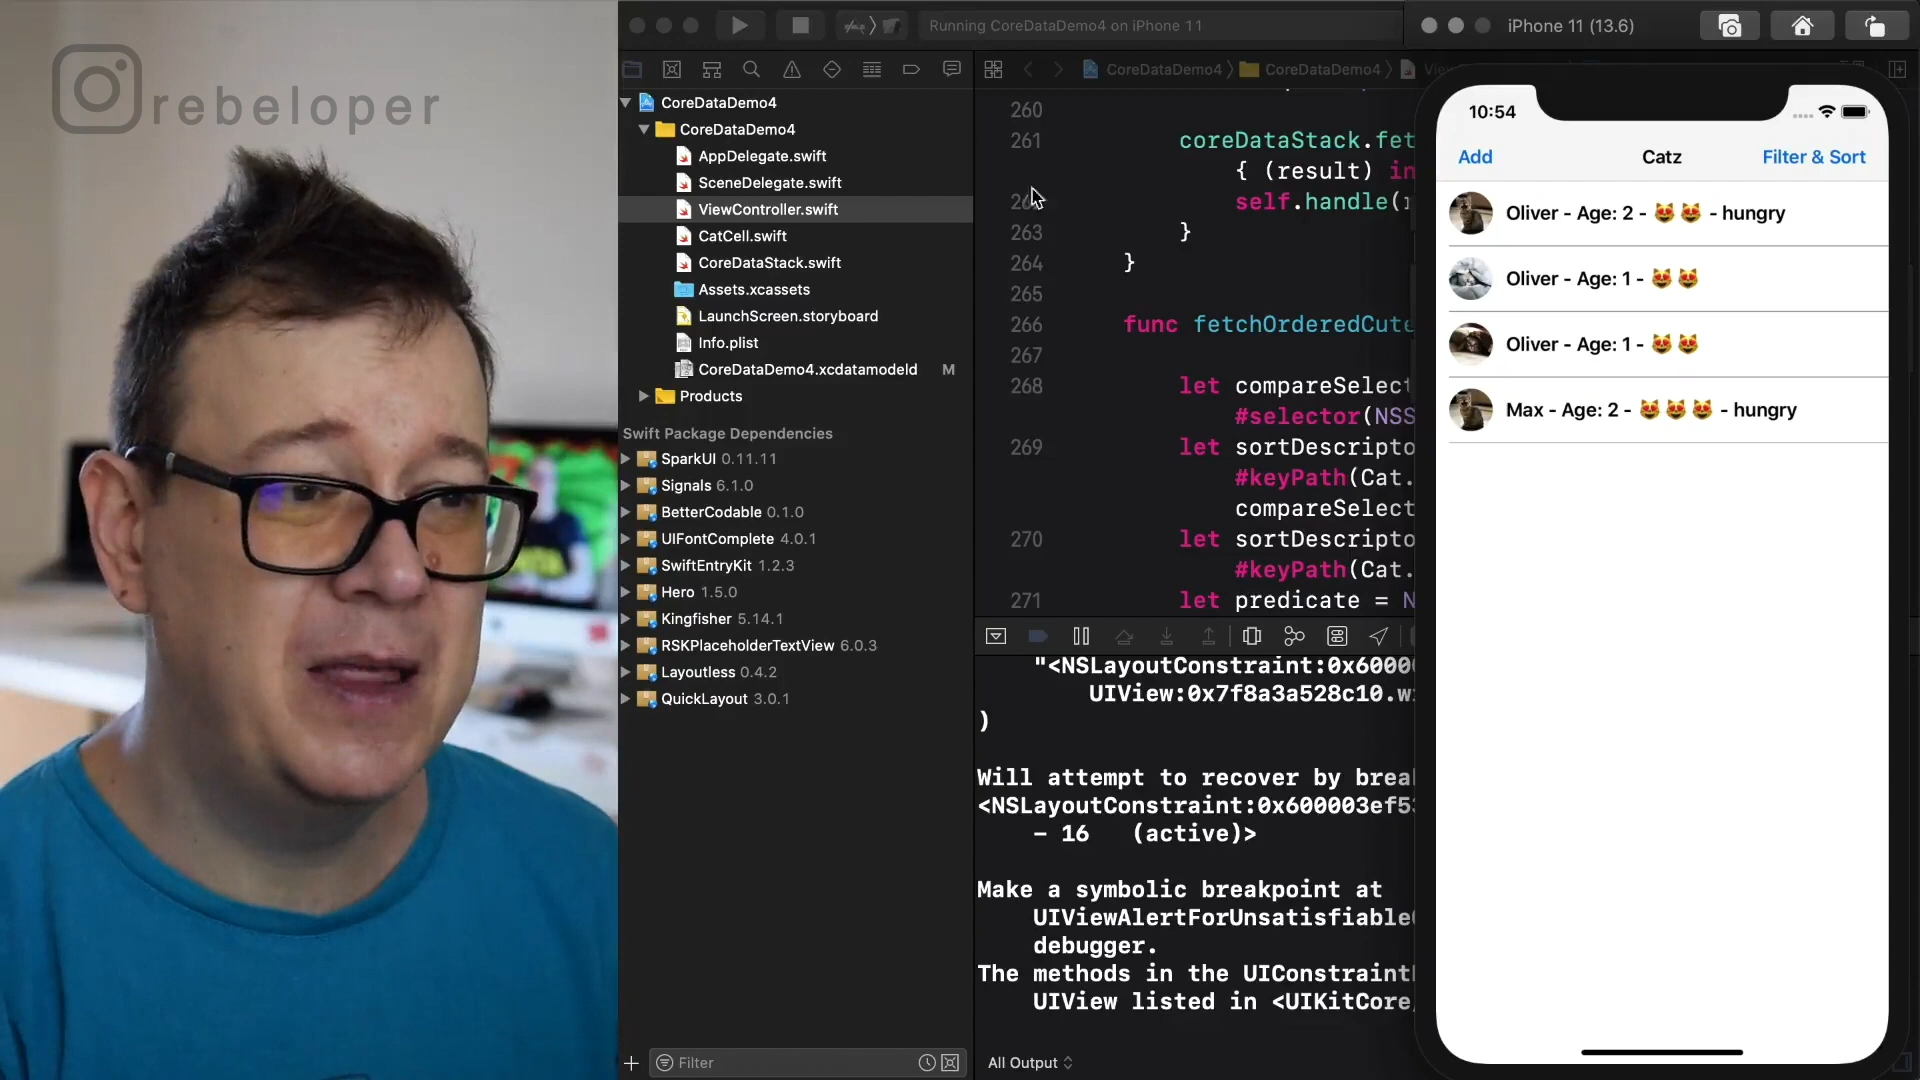 rebeloper
Running CoreDataDemo4 on iPhone 11
CoreDataDemo4
CoreDataDemo4
AppDelegate.swift
SceneDelegate.swift
ViewController.swift
CatCell.swift
CoreDataStack.swift
Assets.xcassets
LaunchScreen.storyboard
Info.plist
CoreDataDemo4.xcdatamodeld M
Products
Swift Package Dependencies
SparkUI 0.11.11
Signals 6.1.0
BetterCodable 0.1.0
UIFontComplete 4.0.1
SwiftEntryKit 1.2.3
Hero 1.5.0
Kingfisher 5.14.1
RSKPlaceholderTextView 6.0.3
Layoutless 0.4.2
QuickLayout 3.0.1
Filter
CoreDataDemo4 CoreDataDemo4
260
261 coreDataStack.fet
{ (result) in
self.handle(
263 }
264 }
265
266 func fetchOrderedCute
267
268 let compareSelect
#selector(NSS
269 let sortDescripto
#keyPath(Cat.
compareSelect
270 let sortDescripto
#keyPath(Cat.
271 let predicate = N
"<NSLayoutConstraint:0x6000
UIView:0x7f8a3a528c10.w
)
Will attempt to recover by brea
<NSLayoutConstraint:0x600003ef5
- 16 (active)>
Make a symbolic breakpoint at
UIViewAlertForUnsatisfiable
debugger.
The methods in the UIConstraint
UIView listed in <UIKitCore
All Output
iPhone 11 (13.6)
10:54
Add Catz Filter & Sort
Oliver - Age: 2 - 😻 😻 - hungry
Oliver - Age: 1 - 😻 😻
Oliver - Age: 1 - 😻 😻
Max - Age: 2 - 😻 😻 😻 - hungry